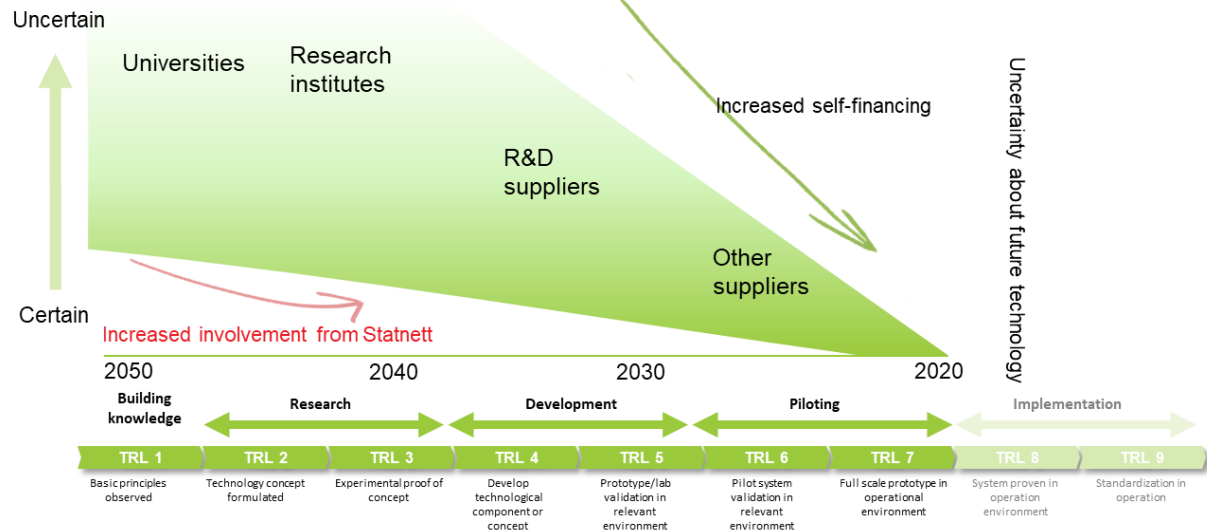 Uncertain
Universities
Research
institutes
Increased self-financing
Uncertainty about future technology
R&D
suppliers
Other
suppliers
Certain
Increased involvement from Statnett
2050
2040
2030
2020
Building
knowledge
Research
Development
Piloting
Implementation
TRL 1
TRL 2
TRL 3
TRL 4
TRL 5
TRL 6
TRL 7
TRL 8
TRL 9
Basic principles
observed
Technology concept
formulated
Experimental proof of
concept
Develop
technological
component or
concept
Prototype/lab
validation in
relevant
environment
Pilot system
validation in
relevant
environment
Full scale prototype in
operational
environment
System proven in
operation
environment
Standardization in
operation